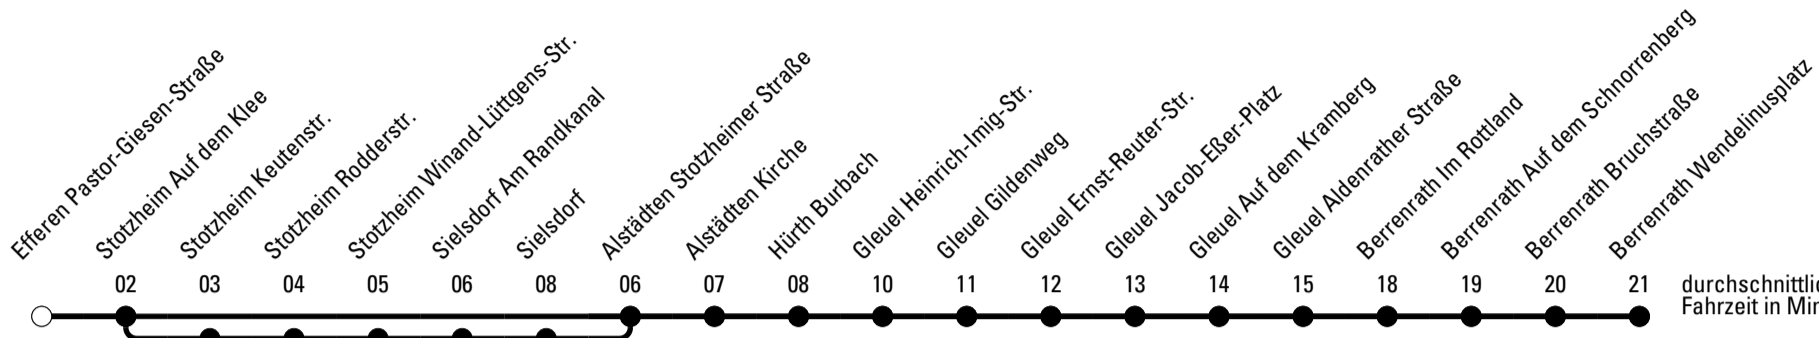 Efferen Pastor-Giesen-Straße
Stotzheim Auf dem Klee
Stotzheim Keutenstr.
Stotzheim Rodderstr.
Stotzheim Winand-Lüttgens-Str.
Sielsdorf Am Randkanal
Sielsdorf
Alstädten Stotzheimer Straße
Alstädten Kirche
Hürth Burbach
Gleuel Heinrich-Imig-Str.
Gleuel Gildenweg
Gleuel Ernst-Reuter-Str.
Gleuel Jacob-Eßer-Platz
Gleuel Auf dem Kramberg
Gleuel Aldenrather Straße
Berrenrath Im Rottland
Berrenrath Auf dem Schnorrenberg
Berrenrath Bruchstraße
Berrenrath Wendelinusplatz
02 03 04 05 06 08 06 07 08 10 11 12 13 14 15 18 19 20 21
durchschnittlic
Fahrzeit in Min